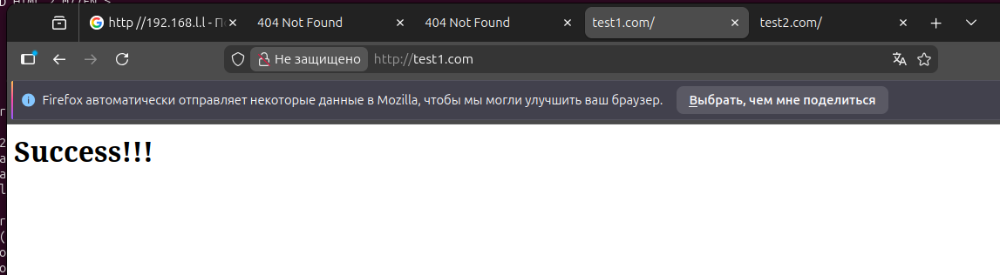 http //192.168.l.l - П
404 Not Found
404 Not Found
test1.com/
test2.com/
Не защищено
http://test1.com
Firefox автоматически отправляет некоторые данные в Mozilla, чтобы мы могли улучшить ваш браузер.
Выбрать, чем мне поделиться
Success!!!